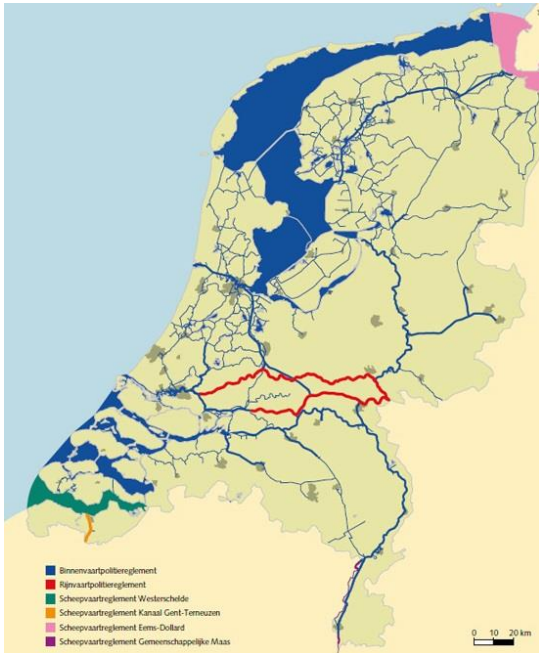 Binnenvaartpolitiereglement
Rijnvaartpolitiereglement
Scheepvaartreglement Westerschelde
Scheepvaartreglement Kanaal Gent-Terneuzen
Scheepvaartreglement Eems-Dollard
Scheepvaartreglement Gemeenschappelijke Maas
0 10 20 km